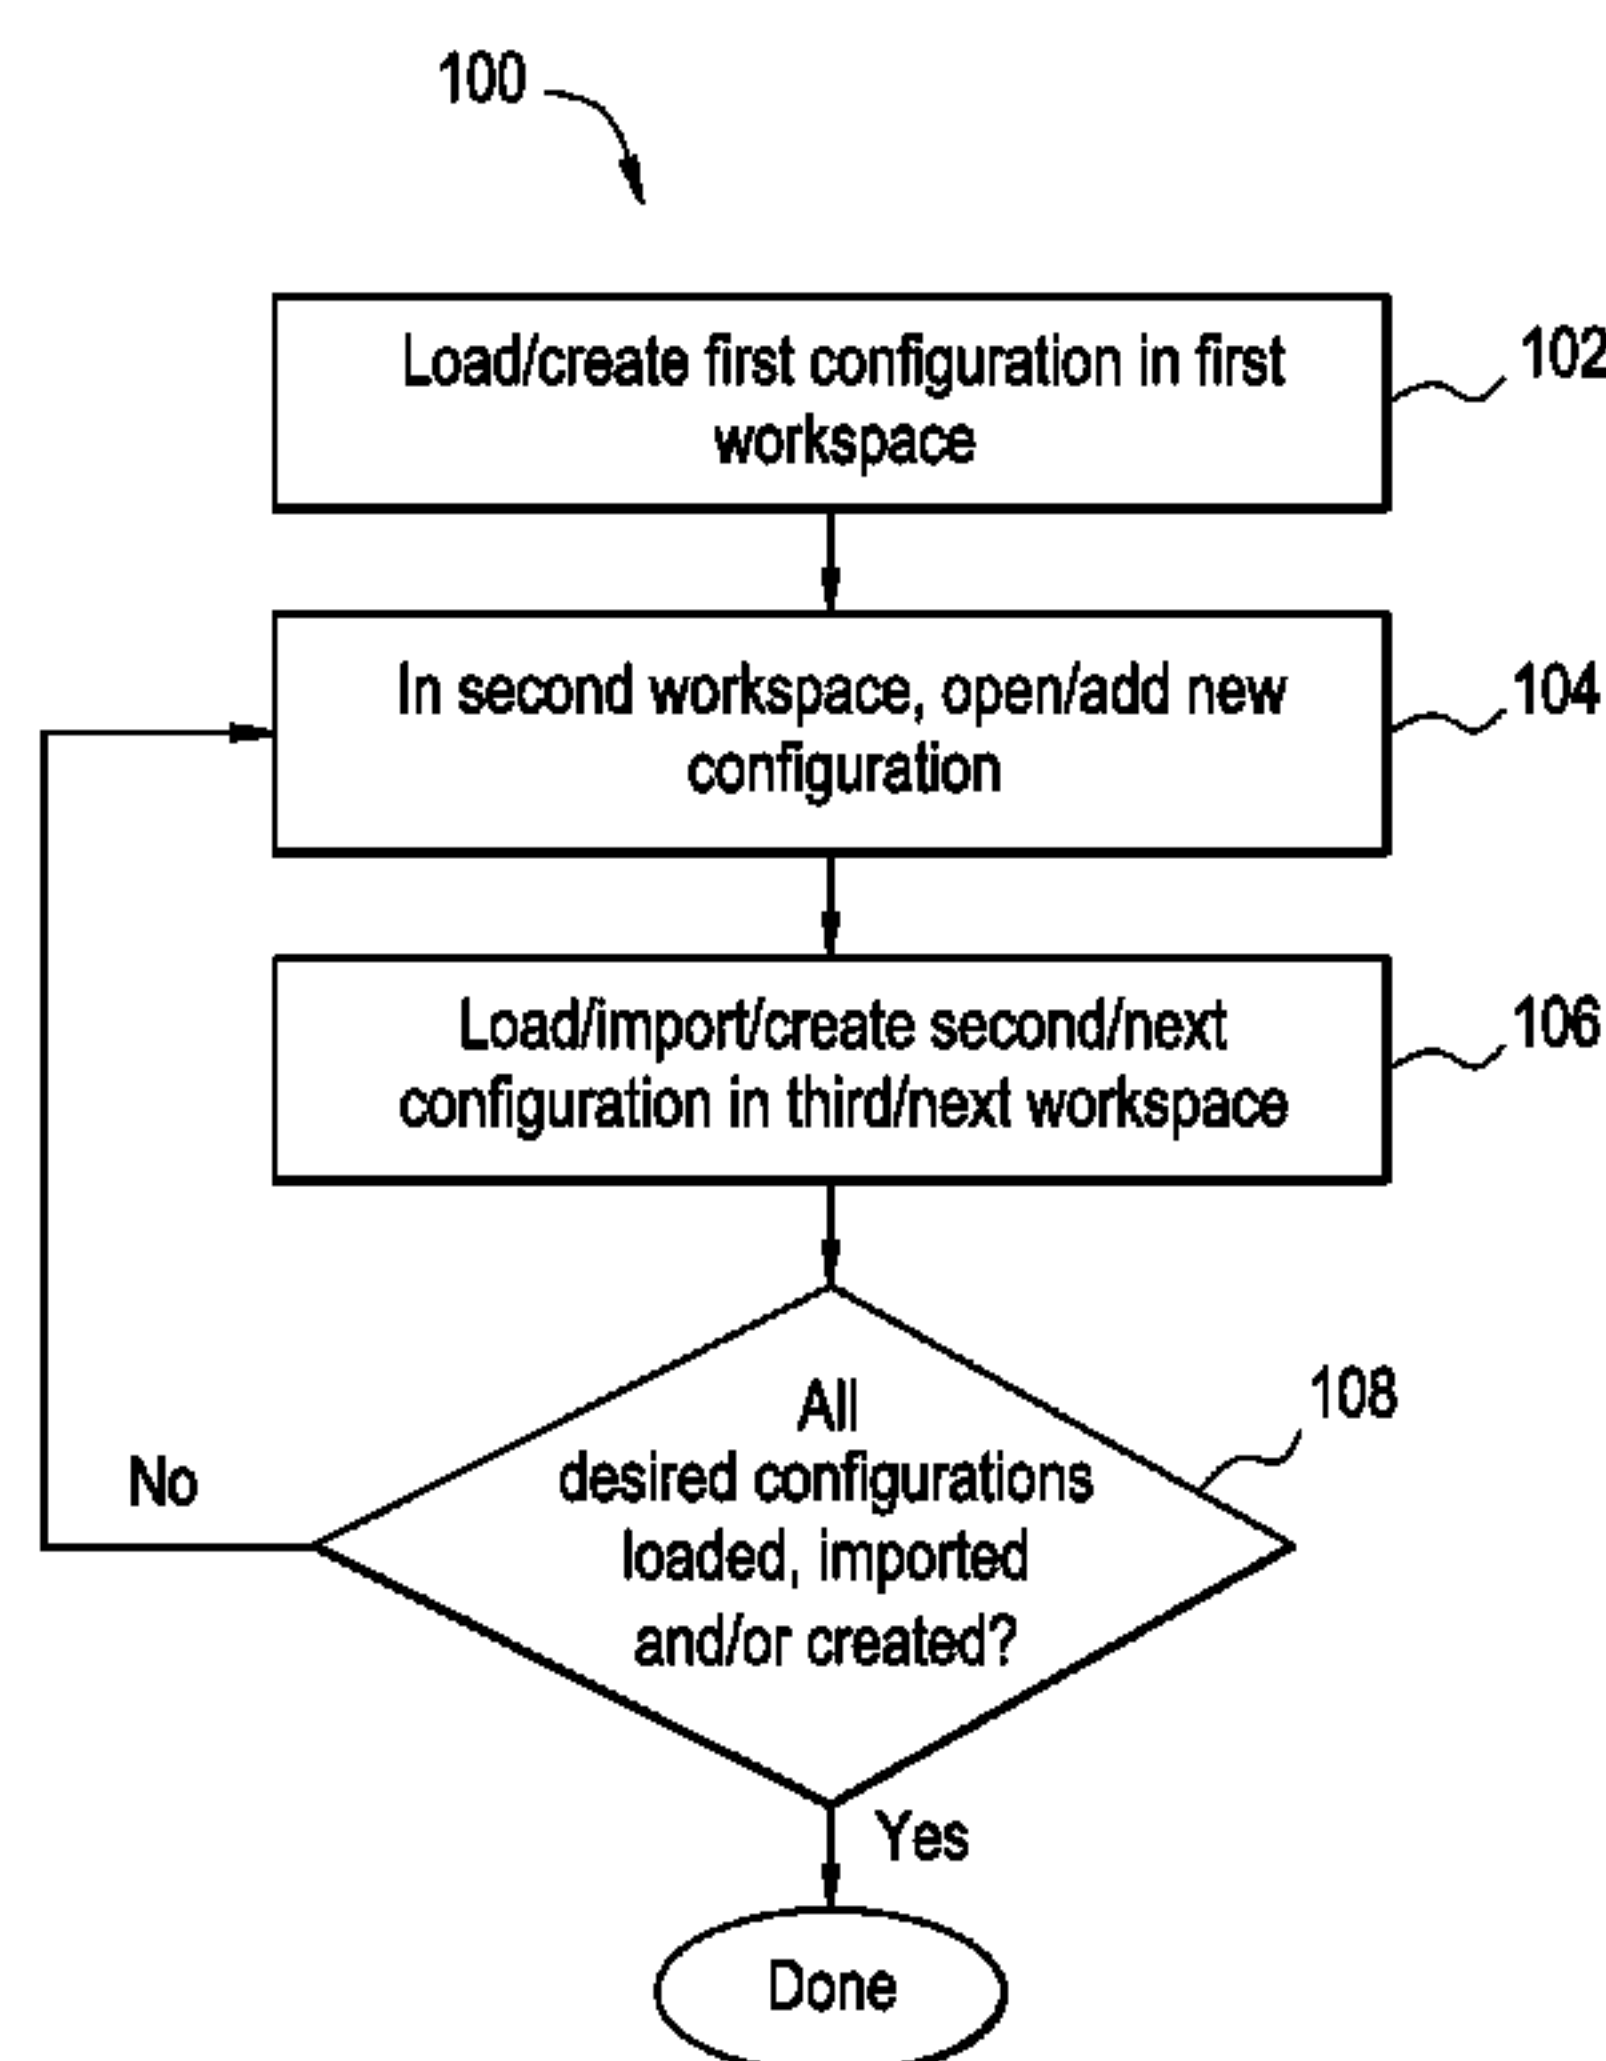 100
Load/create first configuration in first
workspace
102
In second workspace, open/add new
configuration
104
Load/import/create second/next
configuration in third/next workspace
106
All
desired configurations
loaded, imported
and/or created?
108
No
Yes
Done